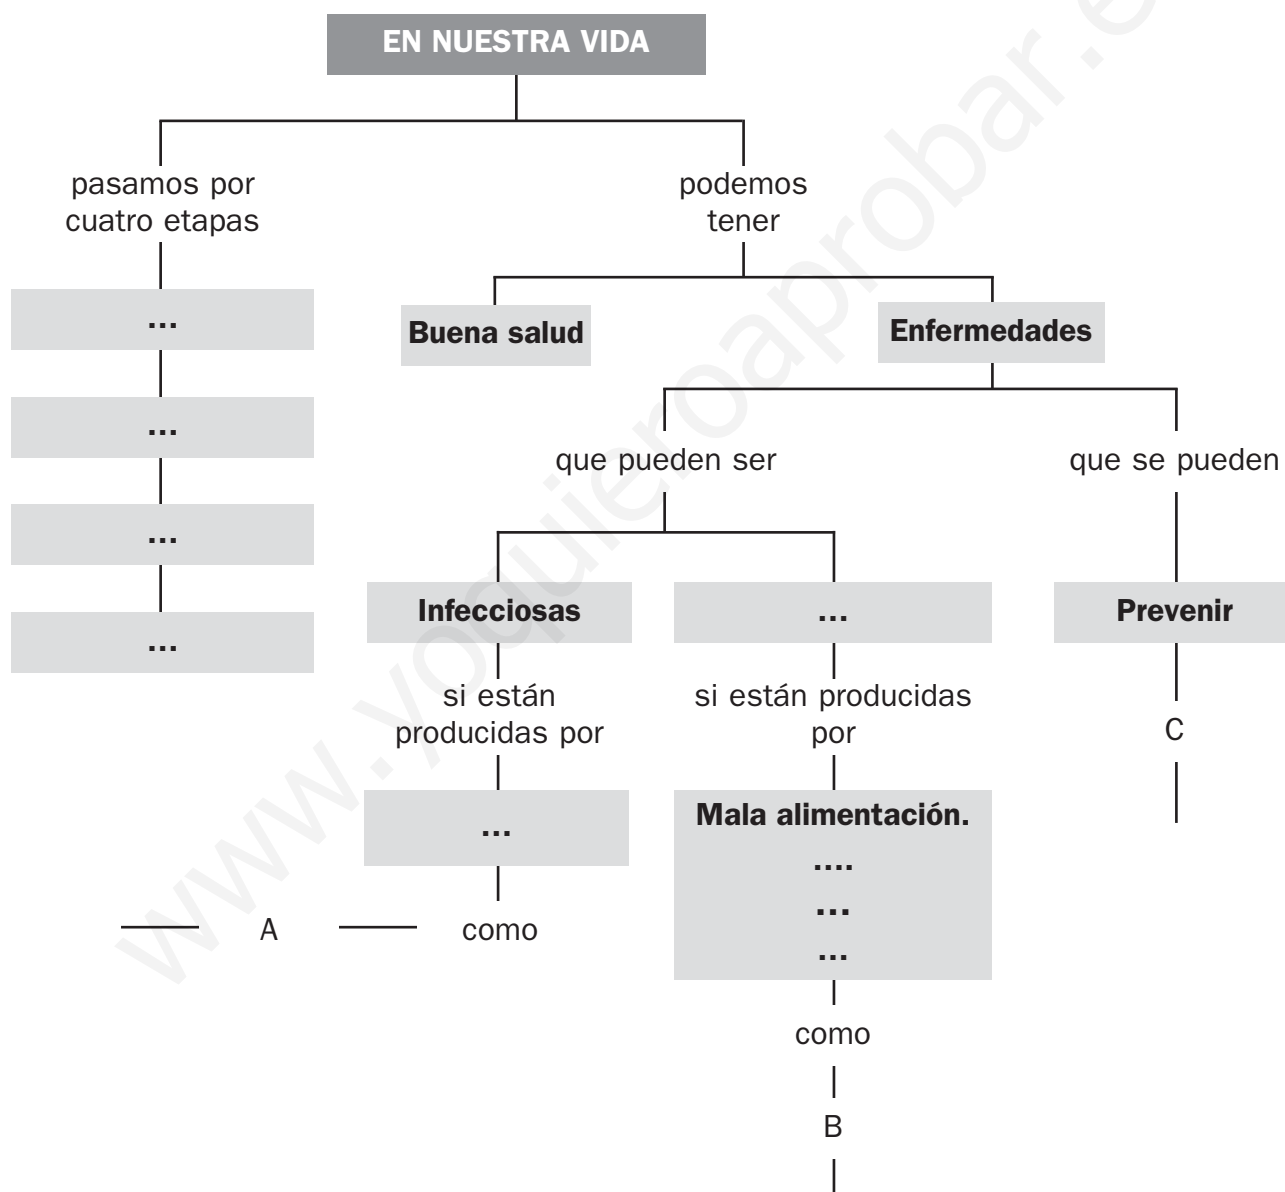 EN NUESTRA VIDA
pasamos por
cuatro etapas
...
...
...
...
podemos
tener
Buena salud
Enfermedades
que pueden ser
Infecciosas
si están
producidas por
...
como
A
...
si están producidas
por
Mala alimentación.
....
...
...
como
B
que se pueden
Prevenir
C